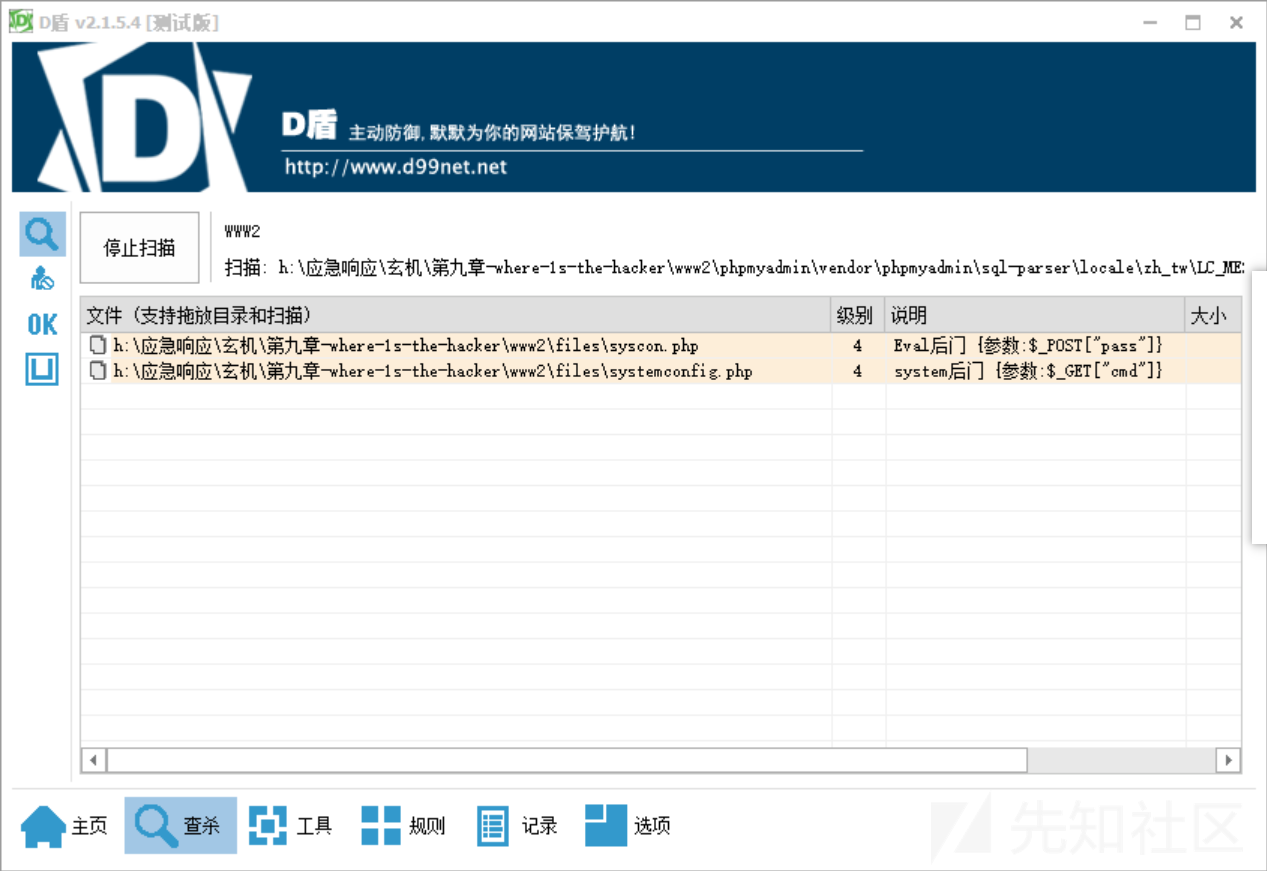 D盾 v2.1.5.4 [测试版]
D盾 主动防御,默默为你的网站保驾护航!
http://www.d99net.net
停止扫描
WWW2
扫描: h:\应急响应\玄机\第九章-where-1s-the-hacker\www2\phpmyadmin\vendor\phpmyadmin\sql-parser\locale\zh_tw\LC_ME
OK
文件 (支持拖放目录和扫描) 级别 说明 大小
h:\应急响应\玄机\第九章-where-1s-the-hacker\www2\files\syscon.php 4 Eval后门 {参数:$_POST["pass"]}
h:\应急响应\玄机\第九章-where-1s-the-hacker\www2\files\systemconfig.php 4 system后门 {参数:$_GET["cmd"]}
主页 查杀 工具 规则 记录 选项
先知社区